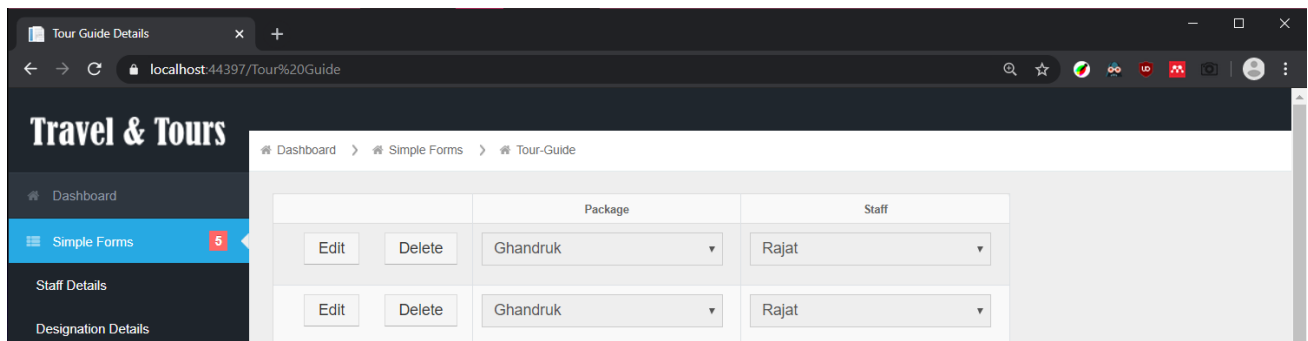 Tour Guide Details
localhost:44397/Tour%20Guide
UD
Travel & Tours
Dashboard > Simple Forms > Tour-Guide
Dashboard
Package Staff
Simple Forms 5
Edit Delete Ghandruk Rajat
Staff Details
Edit Delete Ghandruk Rajat
Designation Details